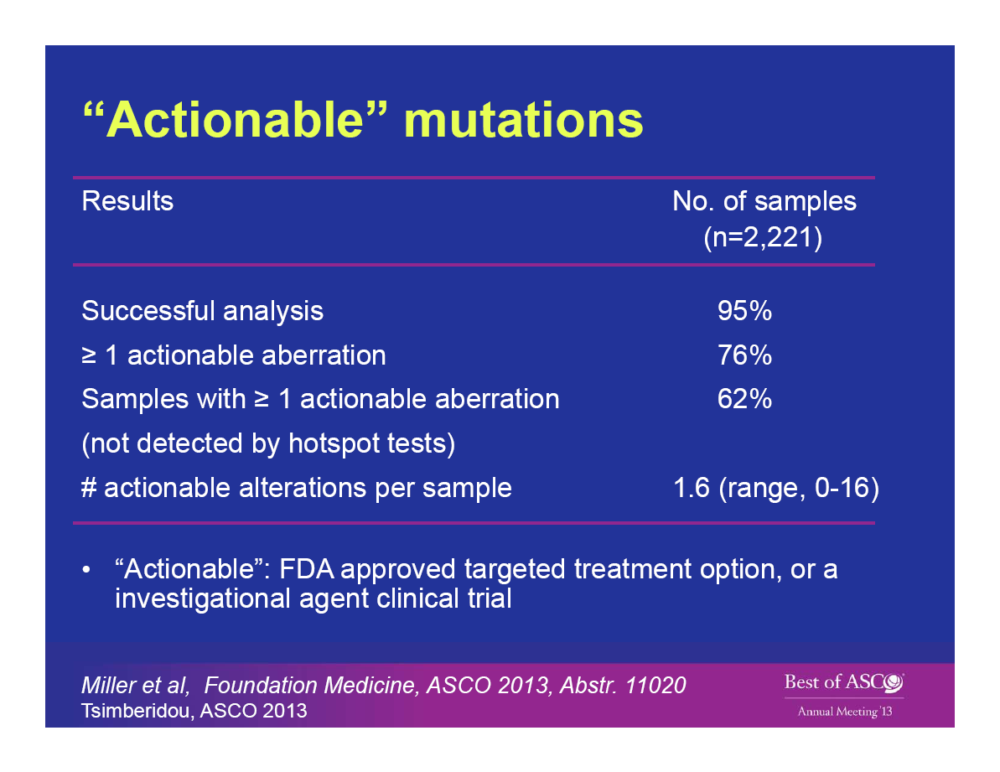 “Actionable” mutations
Results No. of samples
(n=2,221)
Successful analysis 95%
≥ 1 actionable aberration 76%
Samples with ≥ 1 actionable aberration 62%
(not detected by hotspot tests)
# actionable alterations per sample 1.6 (range, 0-16)
• “Actionable”: FDA approved targeted treatment option, or a
investigational agent clinical trial
Miller et al, Foundation Medicine, ASCO 2013, Abstr. 11020
Tsimberidou, ASCO 2013
Best of ASCO®
Annual Meeting '13